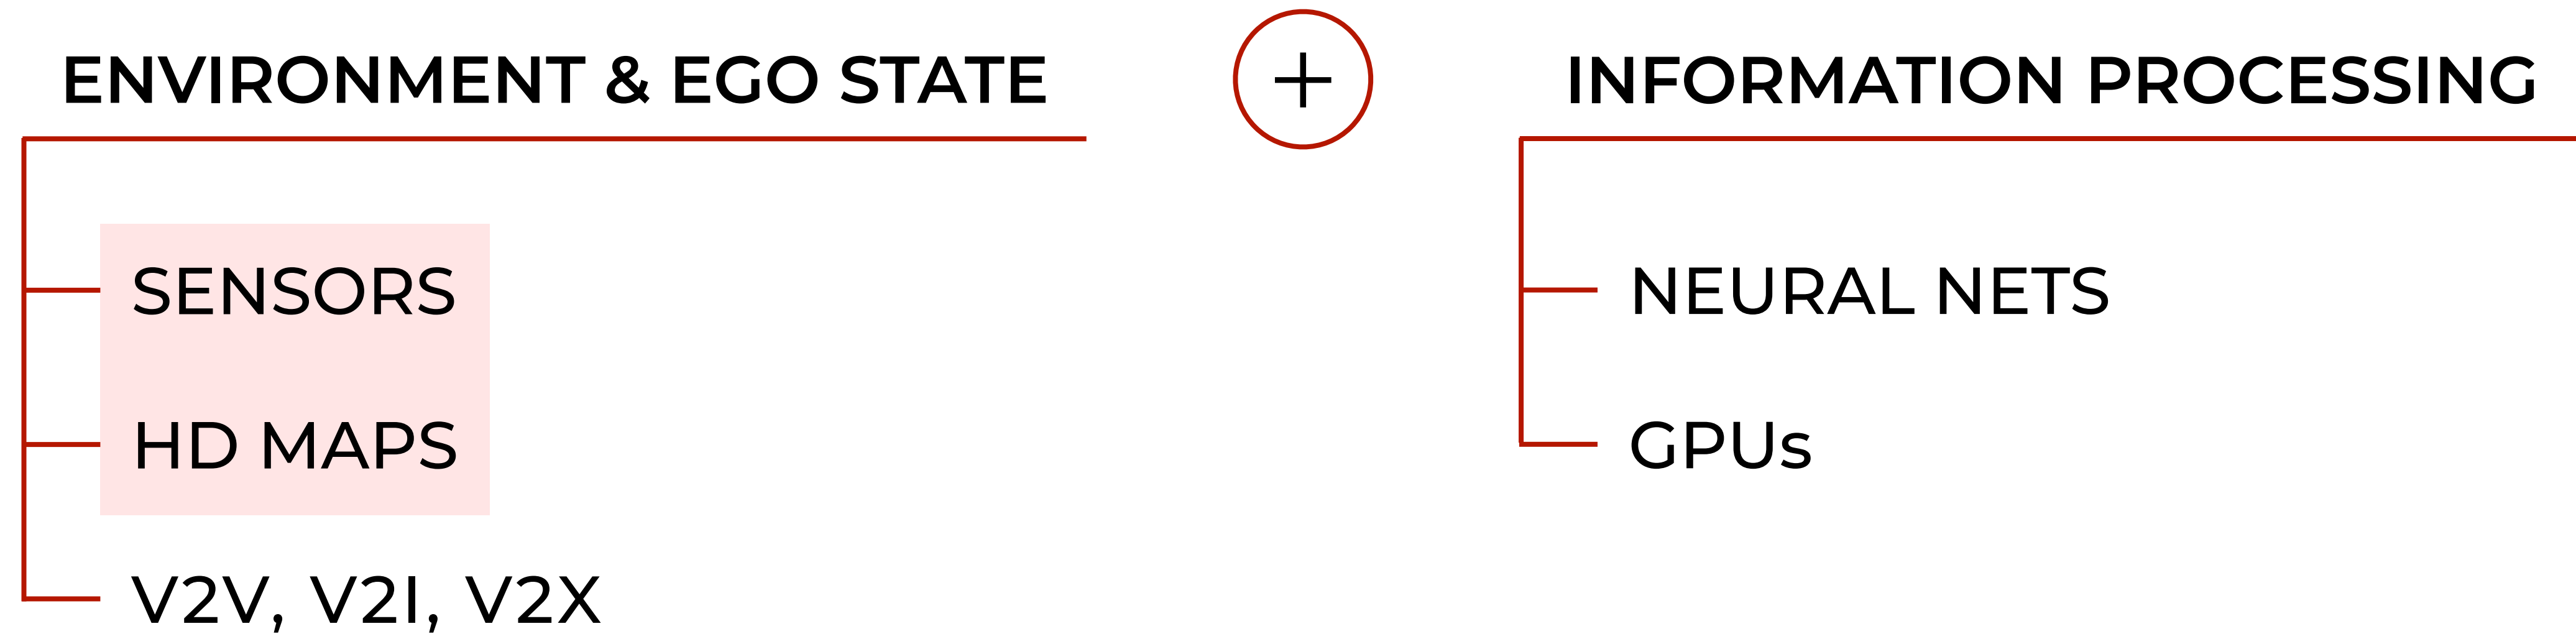 ENVIRONMENT & EGO STATE
+
INFORMATION PROCESSING
SENSORS
HD MAPS
V2V, V2I, V2X
NEURAL NETS
GPUs